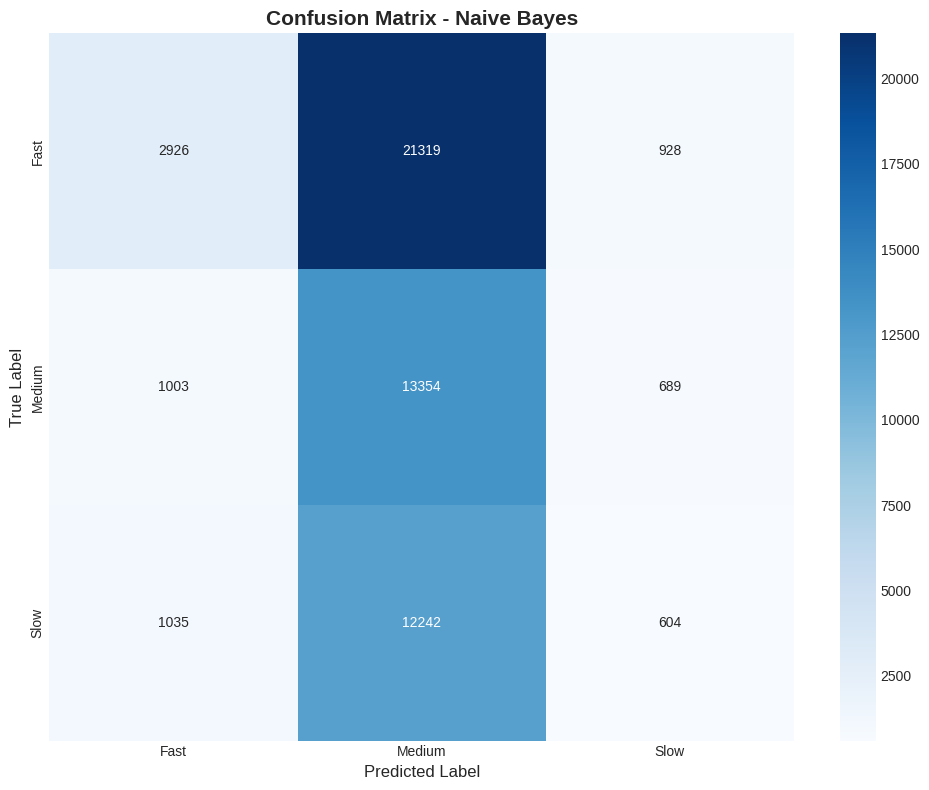 Confusion Matrix - Naive Bayes
True Label
Fast
2926 21319 928
Medium
1003 13354 689
Slow
1035 12242 604
Fast Medium Slow
Predicted Label
20000
17500
15000
12500
10000
7500
5000
2500